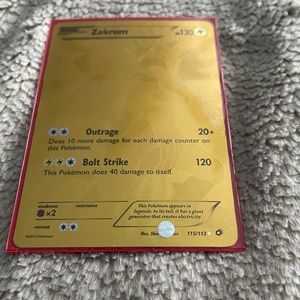 Zekrom HP130
Outrage 20+
Does 10 more damage for each damage counter on
this Pokémon.
Bolt Strike 120
This Pokémon does 40 damage to itself.
weakness resistance
×2
retreat
This Pokémon appears in
legends. In its tail, it has a giant
generator that creates electricity.
Illus.
115/113